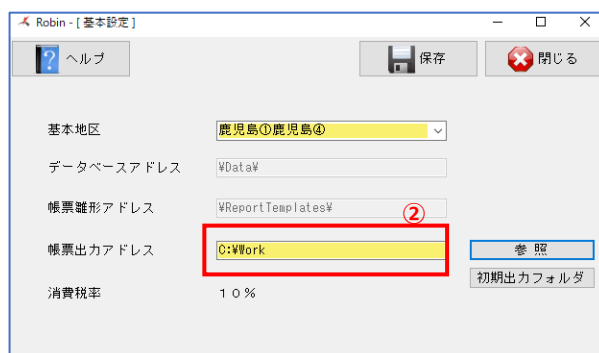 Robin - [ 基本設定 ]
ヘルプ 保存 閉じる
基本地区 鹿児島①鹿児島④
データベースアドレス ¥Data¥
帳票雛形アドレス ¥ReportTemplates¥
②
帳票出力アドレス C:¥Work 参照
初期出力フォルダ
消費税率 １０％